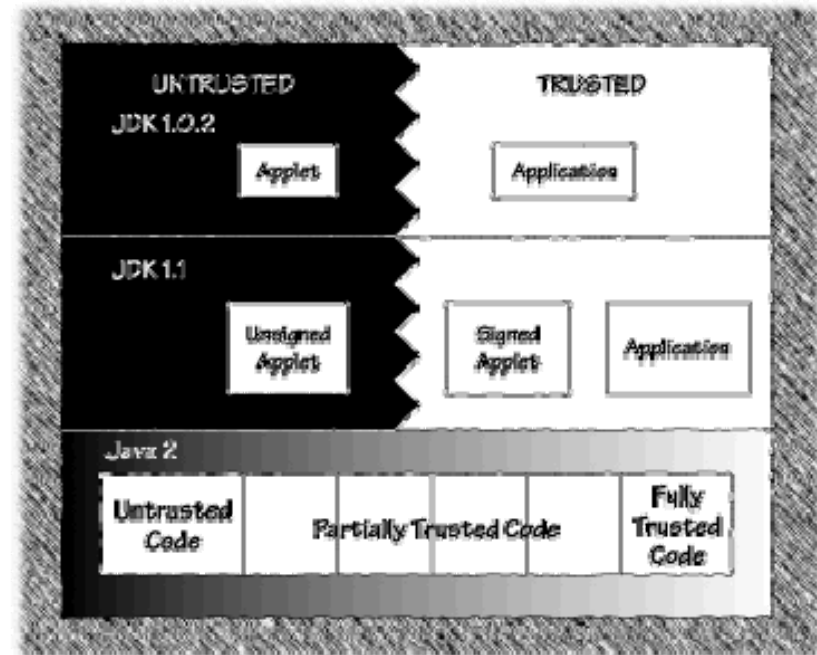 UNTRUSTED
TRUSTED
JDK 1.0.2
Applet
Application
JDK 1.1
Unsigned
Applet
Signed
Applet
Application
Java 2
Untrusted
Code
Partially Trusted Code
Fully
Trusted
Code